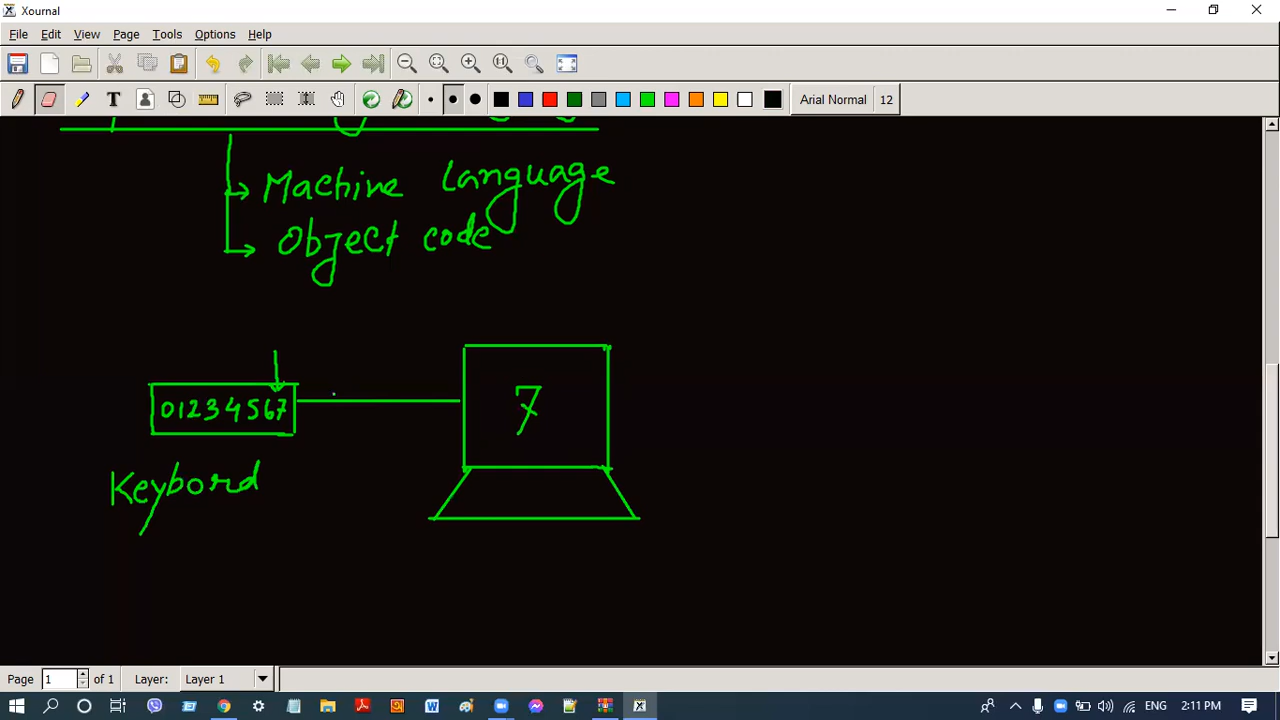 Xournal
File Edit View Page Tools Options Help
Arial Normal 12
Machine Language
Object code
01234567
7
Keybord
Page 1 of 1 Layer: Layer 1
ENG 2:11 PM